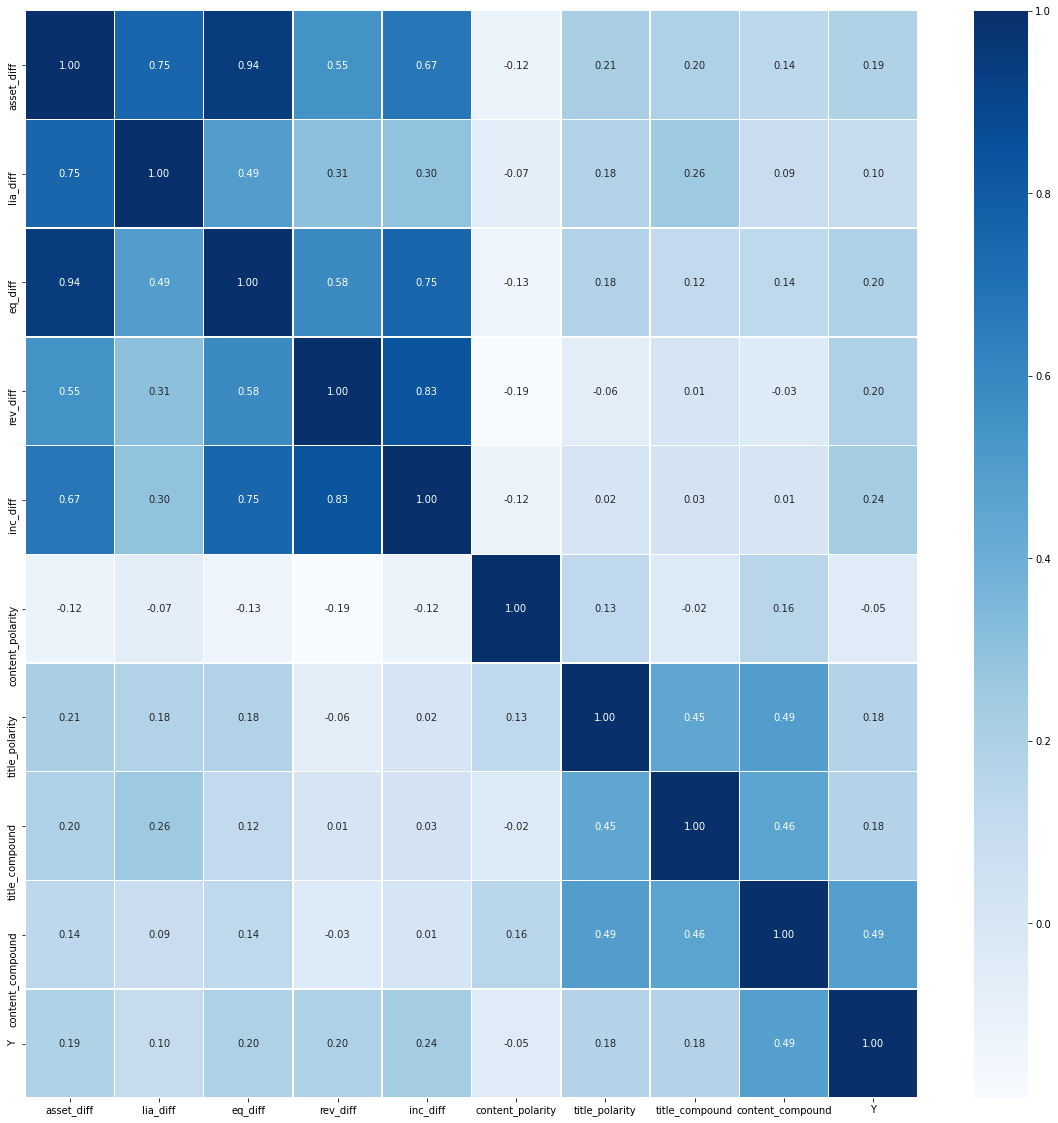 asset_diff 1.00 0.75 0.94 0.55 0.67 -0.12 0.21 0.20 0.14 0.19
lia_diff 0.75 1.00 0.49 0.31 0.30 -0.07 0.18 0.26 0.09 0.10
eq_diff 0.94 0.49 1.00 0.58 0.75 -0.13 0.18 0.12 0.14 0.20
rev_diff 0.55 0.31 0.58 1.00 0.83 -0.19 -0.06 0.01 -0.03 0.20
inc_diff 0.67 0.30 0.75 0.83 1.00 -0.12 0.02 0.03 0.01 0.24
content_polarity -0.12 -0.07 -0.13 -0.19 -0.12 1.00 0.13 -0.02 0.16 -0.05
title_polarity 0.21 0.18 0.18 -0.06 0.02 0.13 1.00 0.45 0.49 0.18
title_compound 0.20 0.26 0.12 0.01 0.03 -0.02 0.45 1.00 0.46 0.18
content_compound 0.14 0.09 0.14 -0.03 0.01 0.16 0.49 0.46 1.00 0.49
Y 0.19 0.10 0.20 0.20 0.24 -0.05 0.18 0.18 0.49 1.00
asset_diff lia_diff eq_diff rev_diff inc_diff content_polarity title_polarity title_compound content_compound Y
1.0
0.8
0.6
0.4
0.2
0.0